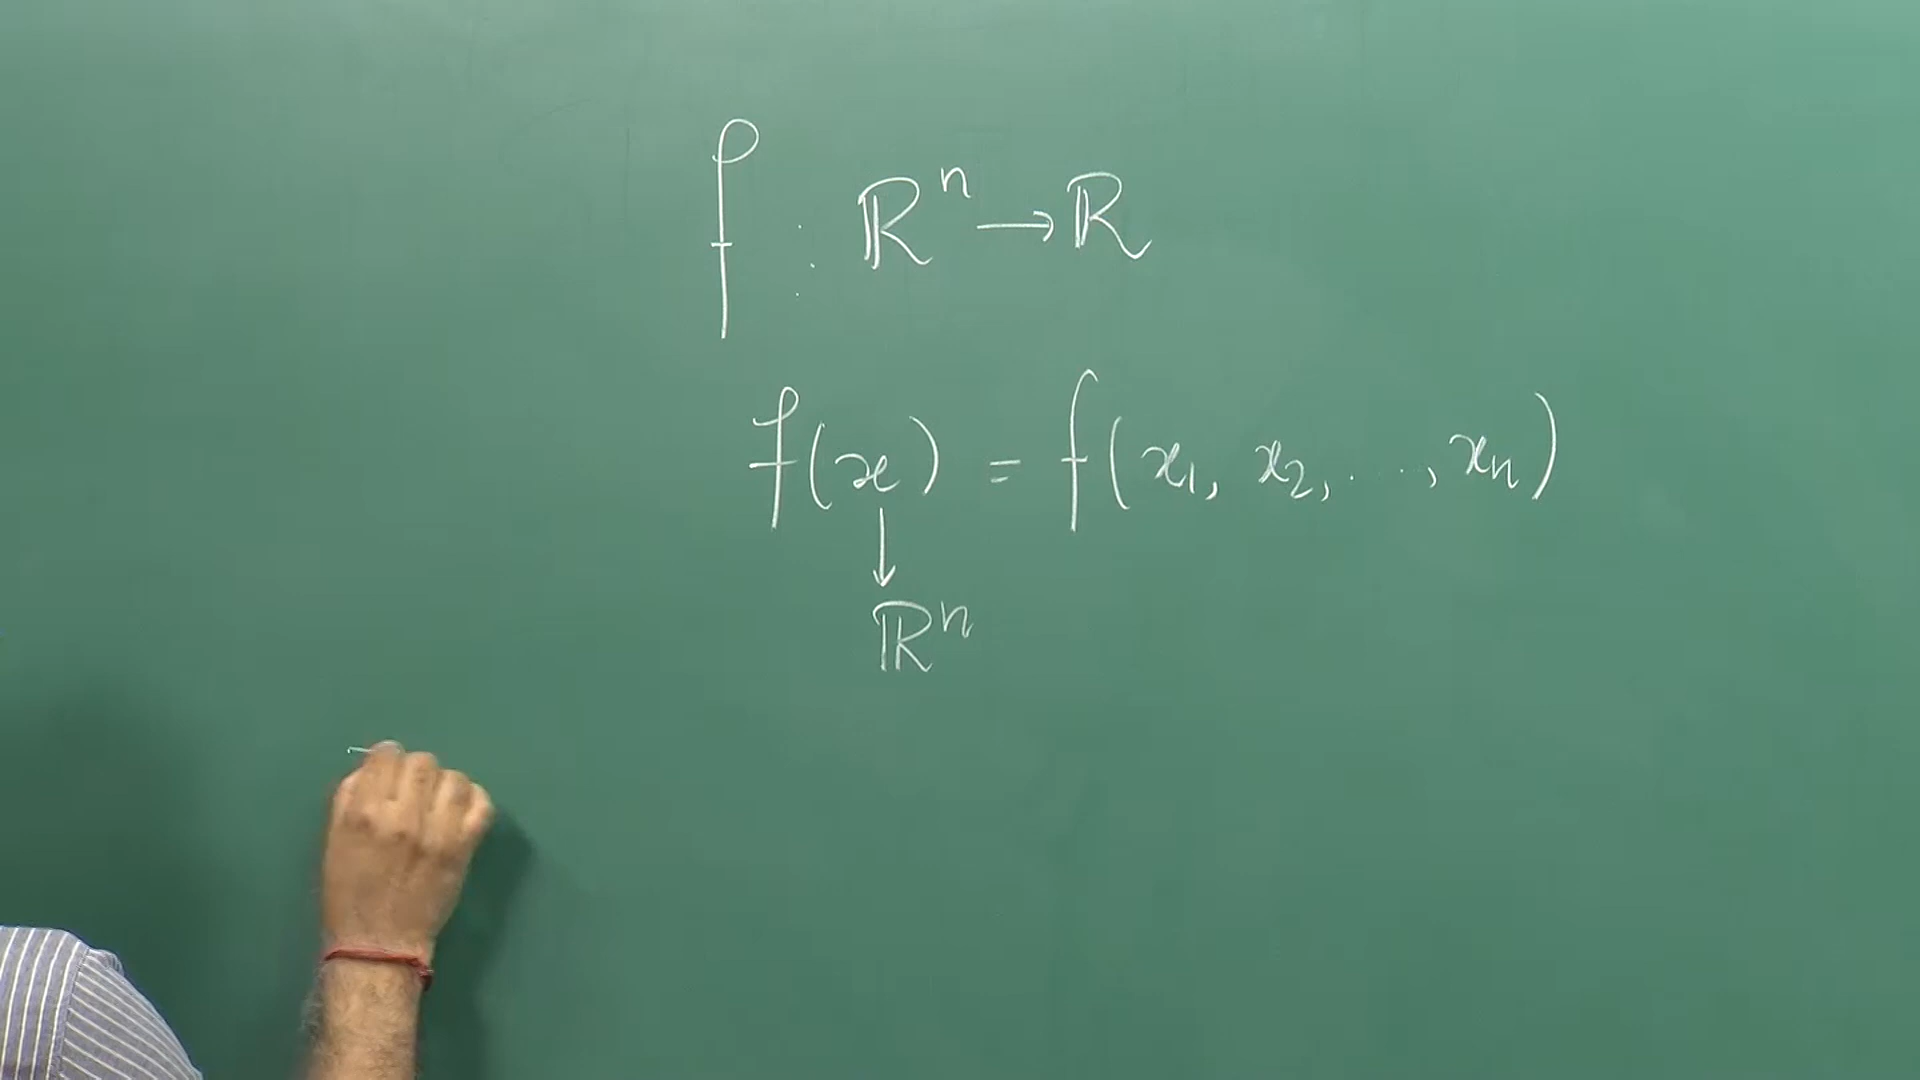 f : ℝⁿ → ℝ
f(x) = f(x₁, x₂, ..., xₙ)
↓
ℝⁿ